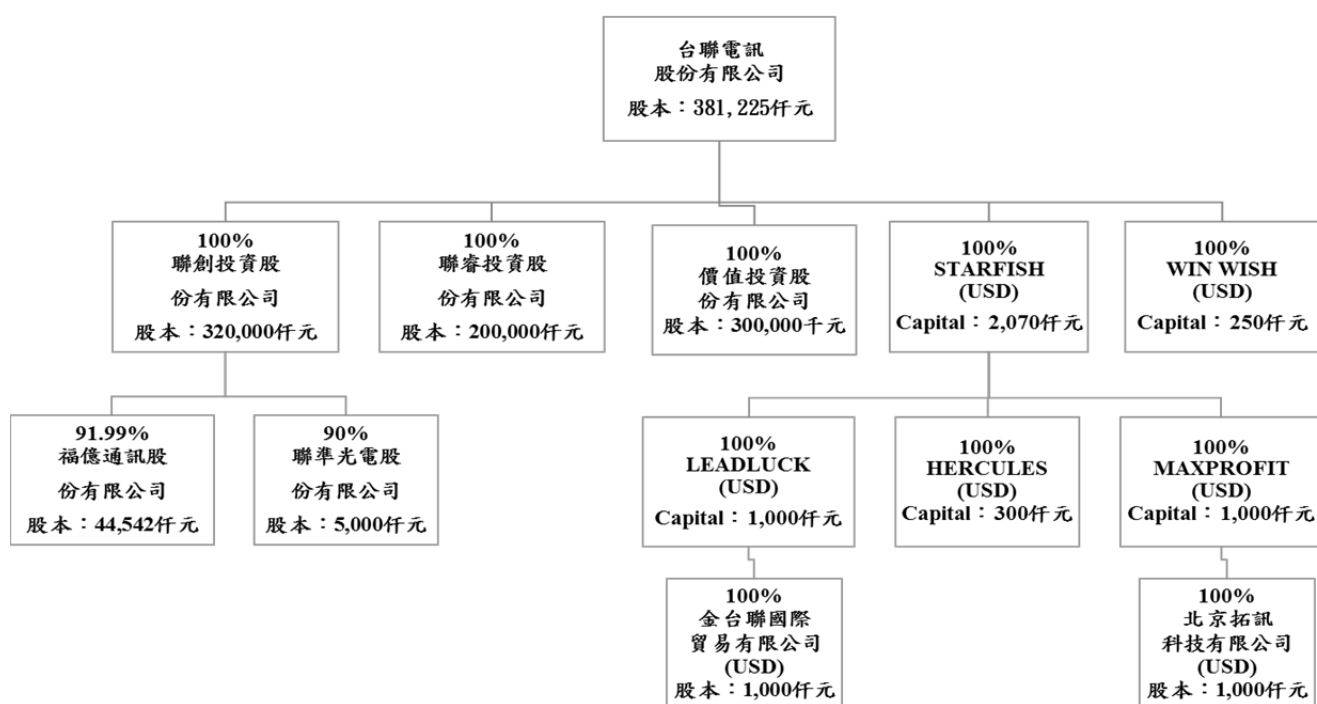 台聯電訊
股份有限公司
股本：381,225仟元
100%
聯創投資股
份有限公司
股本：320,000仟元
100%
聯睿投資股
份有限公司
股本：200,000仟元
100%
價值投資股
份有限公司
股本：300,000千元
100%
STARFISH
(USD)
Capital：2,070仟元
100%
WIN WISH
(USD)
Capital：250仟元
91.99%
福億通訊股
份有限公司
股本：44,542仟元
90%
聯準光電股
份有限公司
股本：5,000仟元
100%
LEADLUCK
(USD)
Capital：1,000仟元
100%
HERCULES
(USD)
Capital：300仟元
100%
MAXPROFIT
(USD)
Capital：1,000仟元
100%
金台聯國際
貿易有限公司
(USD)
股本：1,000仟元
100%
北京拓訊
科技有限公司
(USD)
股本：1,000仟元